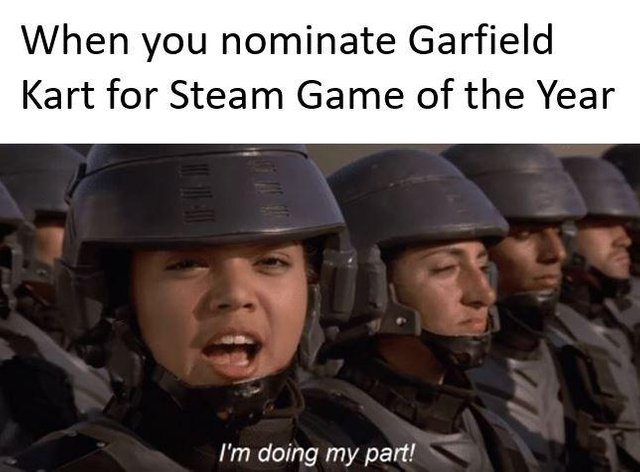 When you nominate Garfield
Kart for Steam Game of the Year
I'm doing my part!